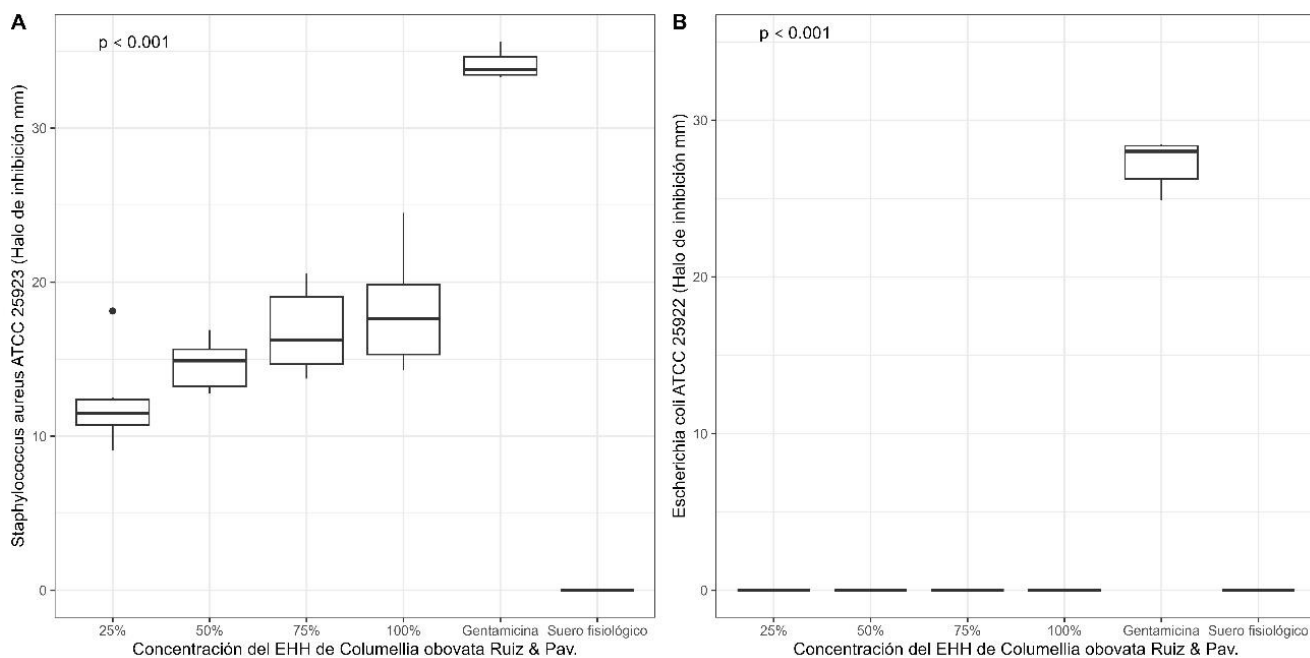 A
p < 0.001
Staphylococcus aureus ATCC 25923 (Halo de inhibición mm)
30
20
10
0
25% 50% 75% 100% Gentamicina Suero fisiológico
Concentración del EHH de Columellia obovata Ruiz & Pav.
B
p < 0.001
Escherichia coli ATCC 25922 (Halo de inhibición mm)
30
20
10
0
25% 50% 75% 100% Gentamicina Suero fisiológico
Concentración del EHH de Columellia obovata Ruiz & Pav.